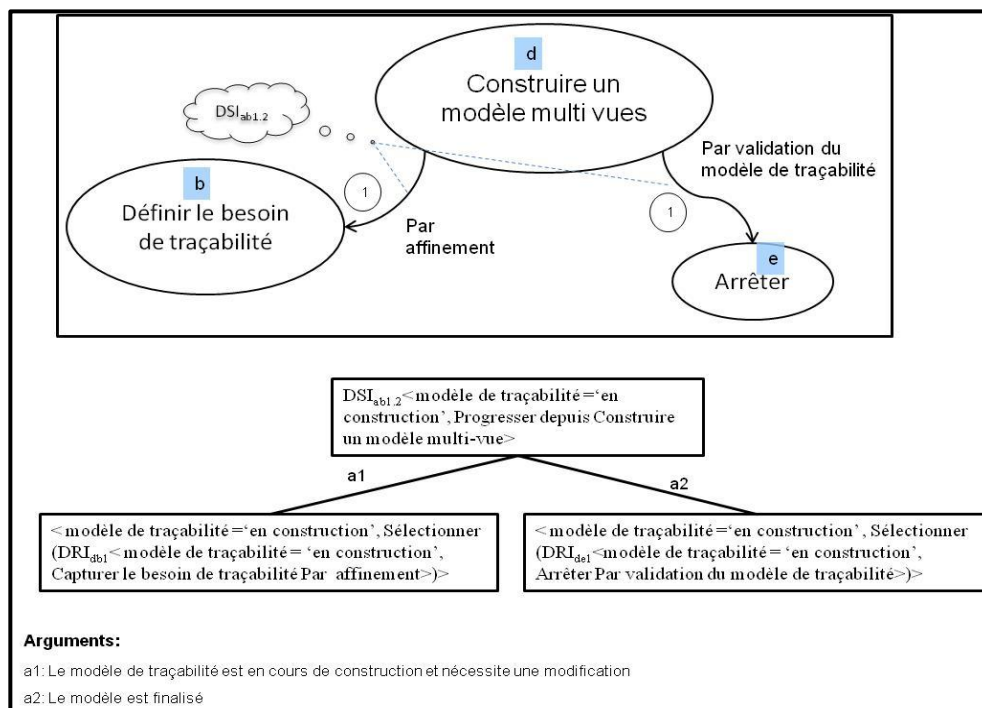 d
Construire un
modèle multi vues
DSIab1.2
Par validation du
modèle de traçabilité
b
1
1
Définir le besoin
de traçabilité
Par
affinement
e
Arrêter
DSIab1.2<modèle de traçabilité =‘en
construction’, Progresser depuis Construire
un modèle multi-vue>
a1
a2
< modèle de traçabilité =‘en construction’, Sélectionner
(DRIdb1< modèle de traçabilité = ‘en construction’,
Capturer le besoin de traçabilité Par affinement>)>
< modèle de traçabilité =‘en construction’, Sélectionner
(DRIde1<modèle de traçabilité = ‘en construction’,
Arrêter Par validation du modèle de traçabilité>)>
Arguments:
a1: Le modèle de traçabilité est en cours de construction et nécessite une modification
a2: Le modèle est finalisé